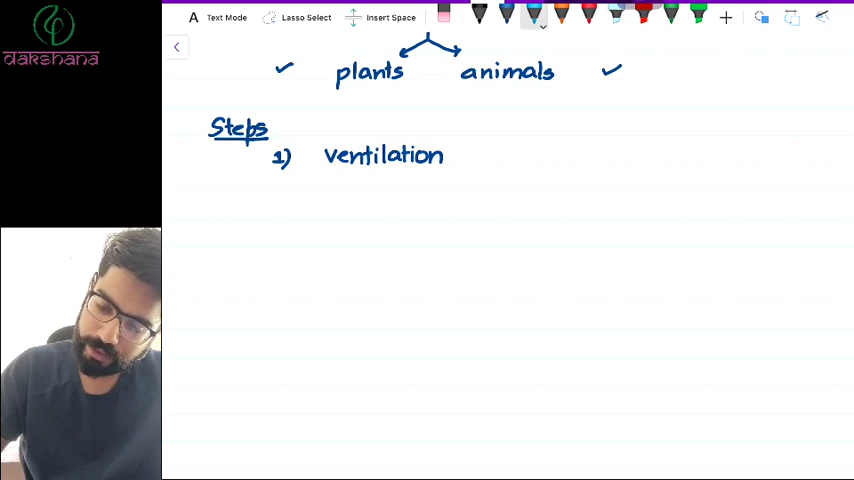 dakshana
A Text Mode Lasso Select Insert Space
plants animals
Steps
1) ventilation